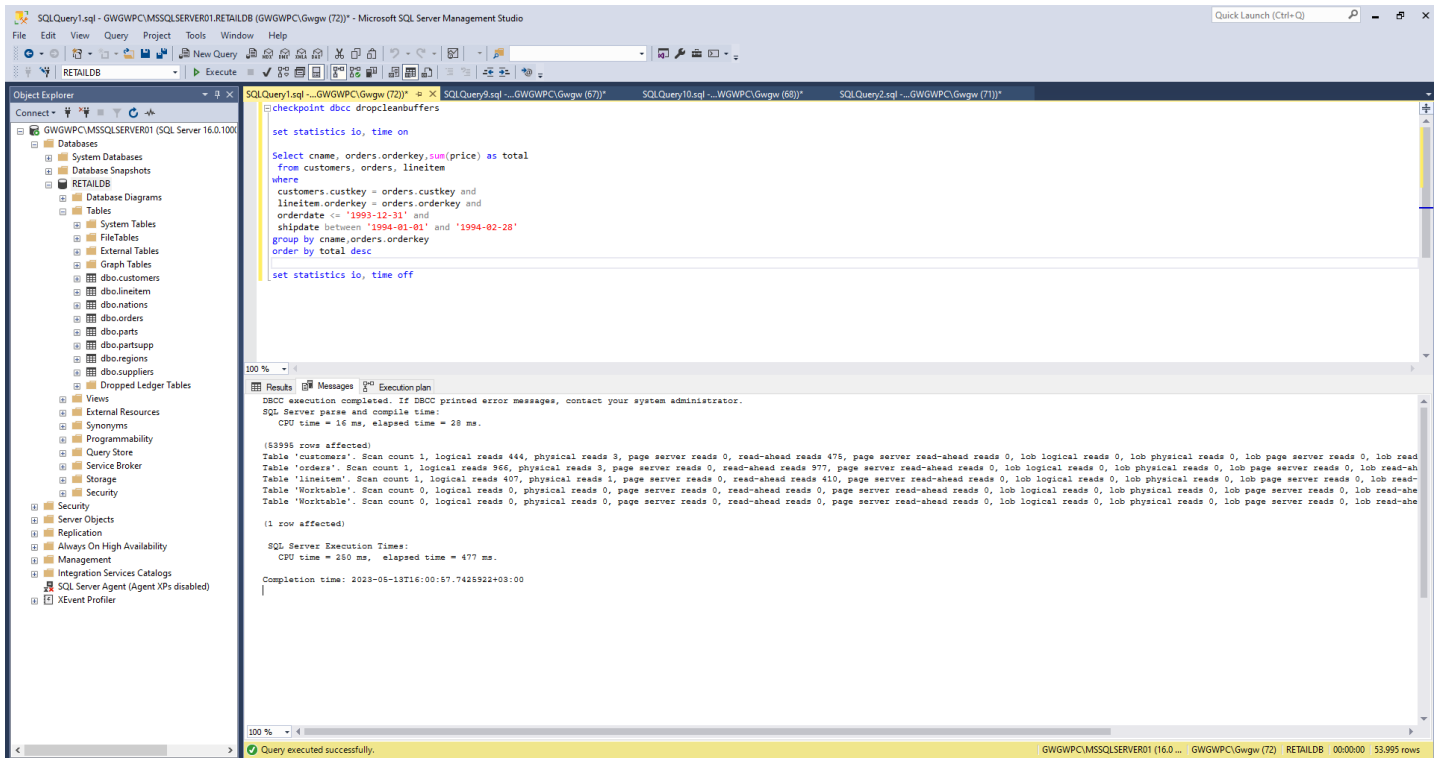 SQLQuery1.sql - GWGWPC\MSSQLSERVER01.RETAILDB (GWGWPC\Gwgw (72))* - Microsoft SQL Server Management Studio
Quick Launch (Ctrl+Q)
File Edit View Query Project Tools Window Help
New Query
RETAILDB
Execute
Object Explorer
Connect
GWGWPC\MSSQLSERVER01 (SQL Server 16.0.1000
Databases
System Databases
Database Snapshots
RETAILDB
Database Diagrams
Tables
System Tables
FileTables
External Tables
Graph Tables
dbo.customers
dbo.lineitem
dbo.nations
dbo.orders
dbo.parts
dbo.partsupp
dbo.regions
dbo.suppliers
Dropped Ledger Tables
Views
External Resources
Synonyms
Programmability
Query Store
Service Broker
Storage
Security
Security
Server Objects
Replication
Always On High Availability
Management
Integration Services Catalogs
SQL Server Agent (Agent XPs disabled)
XEvent Profiler
SQLQuery1.sql -...GWGWPC\Gwgw (72))* SQLQuery9.sql -...GWGWPC\Gwgw (67))* SQLQuery10.sql -...WGWPC\Gwgw (68))* SQLQuery2.sql -...GWGWPC\Gwgw (71))*
checkpoint dbcc dropcleanbuffers
set statistics io, time on
Select cname, orders.orderkey,sum(price) as total
from customers, orders, lineitem
where
customers.custkey = orders.custkey and
lineitem.orderkey = orders.orderkey and
orderdate <= '1993-12-31' and
shipdate between '1994-01-01' and '1994-02-28'
group by cname,orders.orderkey
order by total desc
set statistics io, time off
100 %
Results Messages Execution plan
DBCC execution completed. If DBCC printed error messages, contact your system administrator.
SQL Server parse and compile time:
CPU time = 16 ms, elapsed time = 28 ms.
(53995 rows affected)
Table 'customers'. Scan count 1, logical reads 444, physical reads 3, page server reads 0, read-ahead reads 475, page server read-ahead reads 0, lob logical reads 0, lob physical reads 0, lob page server reads 0, lob read
Table 'orders'. Scan count 1, logical reads 966, physical reads 3, page server reads 0, read-ahead reads 977, page server read-ahead reads 0, lob logical reads 0, lob physical reads 0, lob page server reads 0, lob read-ah
Table 'lineitem'. Scan count 1, logical reads 407, physical reads 1, page server reads 0, read-ahead reads 410, page server read-ahead reads 0, lob logical reads 0, lob physical reads 0, lob page server reads 0, lob read-
Table 'Worktable'. Scan count 0, logical reads 0, physical reads 0, page server reads 0, read-ahead reads 0, page server read-ahead reads 0, lob logical reads 0, lob physical reads 0, lob page server reads 0, lob read-ahe
Table 'Worktable'. Scan count 0, logical reads 0, physical reads 0, page server reads 0, read-ahead reads 0, page server read-ahead reads 0, lob logical reads 0, lob physical reads 0, lob page server reads 0, lob read-ahe
(1 row affected)
SQL Server Execution Times:
CPU time = 250 ms, elapsed time = 477 ms.
Completion time: 2023-05-13T16:00:57.7425922+03:00
100 %
Query executed successfully.
GWGWPC\MSSQLSERVER01 (16.0 ... GWGWPC\Gwgw (72) RETAILDB 00:00:00 53.995 rows